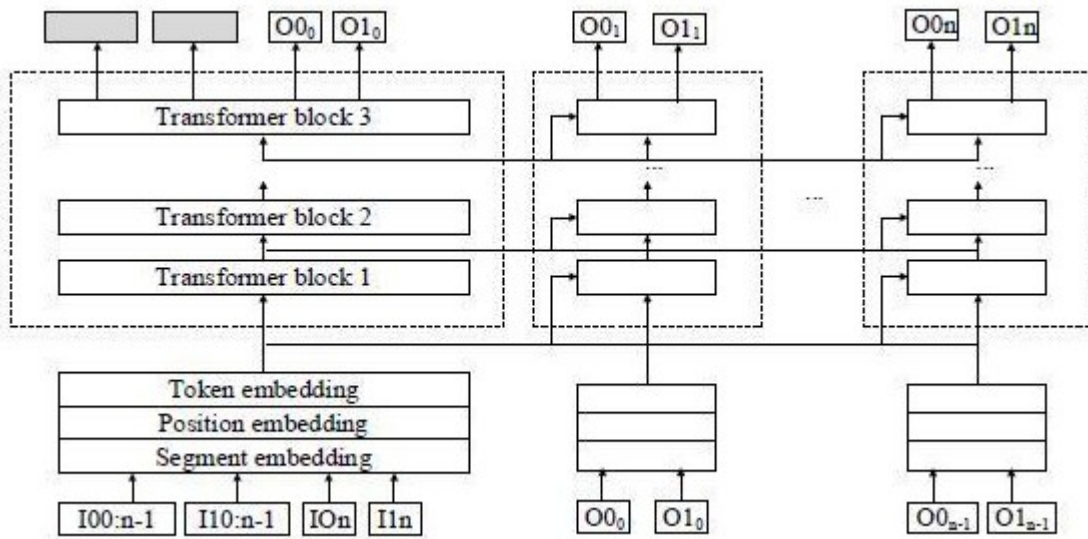 O0₀ O1₀ O0₁ O1₁ O0n O1n
Transformer block 3
... ...
...
Transformer block 2
Transformer block 1
Token embedding
Position embedding
Segment embedding
I00:n-1 I10:n-1 IOn I1n O0₀ O1₀ O0ₙ₋₁ O1ₙ₋₁